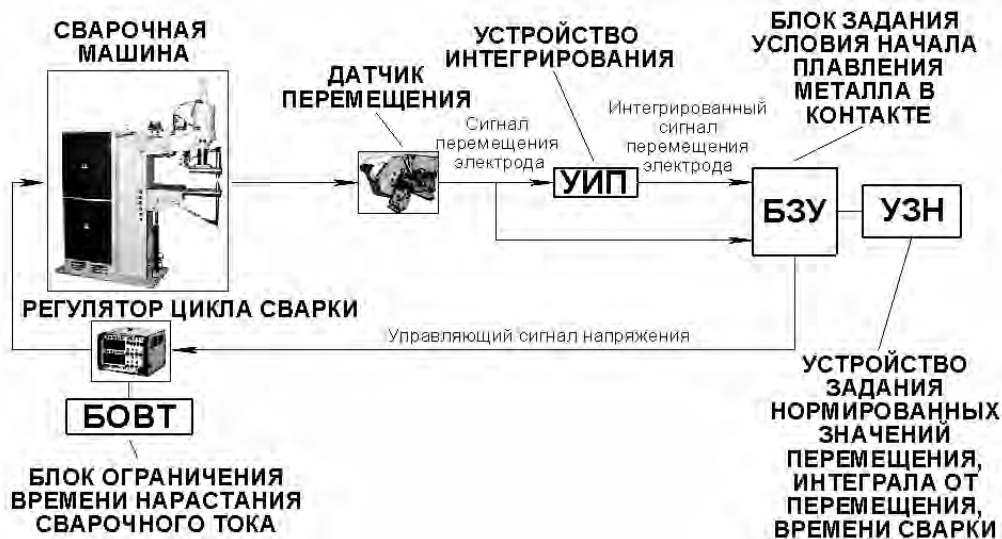 СВАРОЧНАЯ
МАШИНА
ДАТЧИК
ПЕРЕМЕЩЕНИЯ
УСТРОЙСТВО
ИНТЕГРИРОВАНИЯ
БЛОК ЗАДАНИЯ
УСЛОВИЯ НАЧАЛА
ПЛАВЛЕНИЯ
МЕТАЛЛА В
КОНТАКТЕ
Сигнал
перемещения
электрода
Интегрированный
сигнал
перемещения
электрода
УИП
БЗУ
УЗН
РЕГУЛЯТОР ЦИКЛА СВАРКИ
Управляющий сигнал напряжения
БОВТ
БЛОК ОГРАНИЧЕНИЯ
ВРЕМЕНИ НАРАСТАНИЯ
СВАРОЧНОГО ТОКА
УСТРОЙСТВО
ЗАДАНИЯ
НОРМИРОВАННЫХ
ЗНАЧЕНИЙ
ПЕРЕМЕЩЕНИЯ,
ИНТЕГРАЛА ОТ
ПЕРЕМЕЩЕНИЯ,
ВРЕМЕНИ СВАРКИ